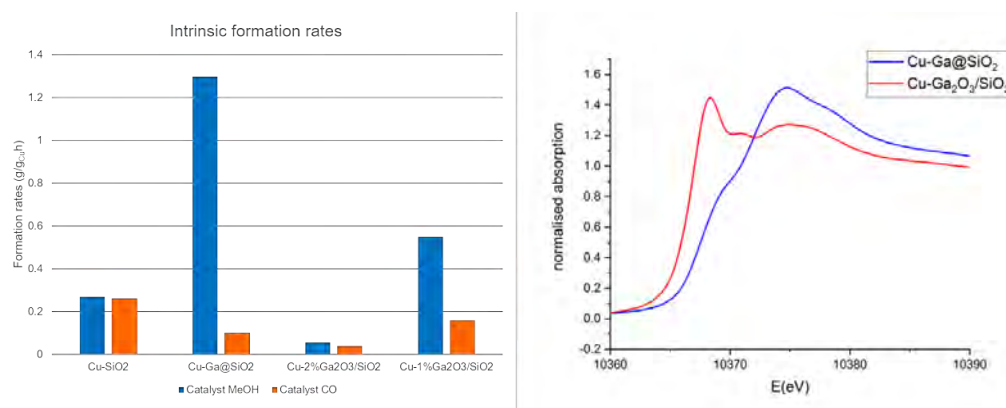 Intrinsic formation rates
Formation rates (g/gCuh)
1.4
1.2
1
0.8
0.6
0.4
0.2
0
Cu-SiO2
Cu-Ga@SiO2
Cu-2%Ga2O3/SiO2
Cu-1%Ga2O3/SiO2
Catalyst MeOH
Catalyst CO
Cu-Ga@SiO₂
Cu-Ga₂O₃/SiO₂
normalised absorption
1.6
1.4
1.2
1.0
0.8
0.6
0.4
0.2
0.0
-0.2
10360
10370
10380
10390
E(eV)